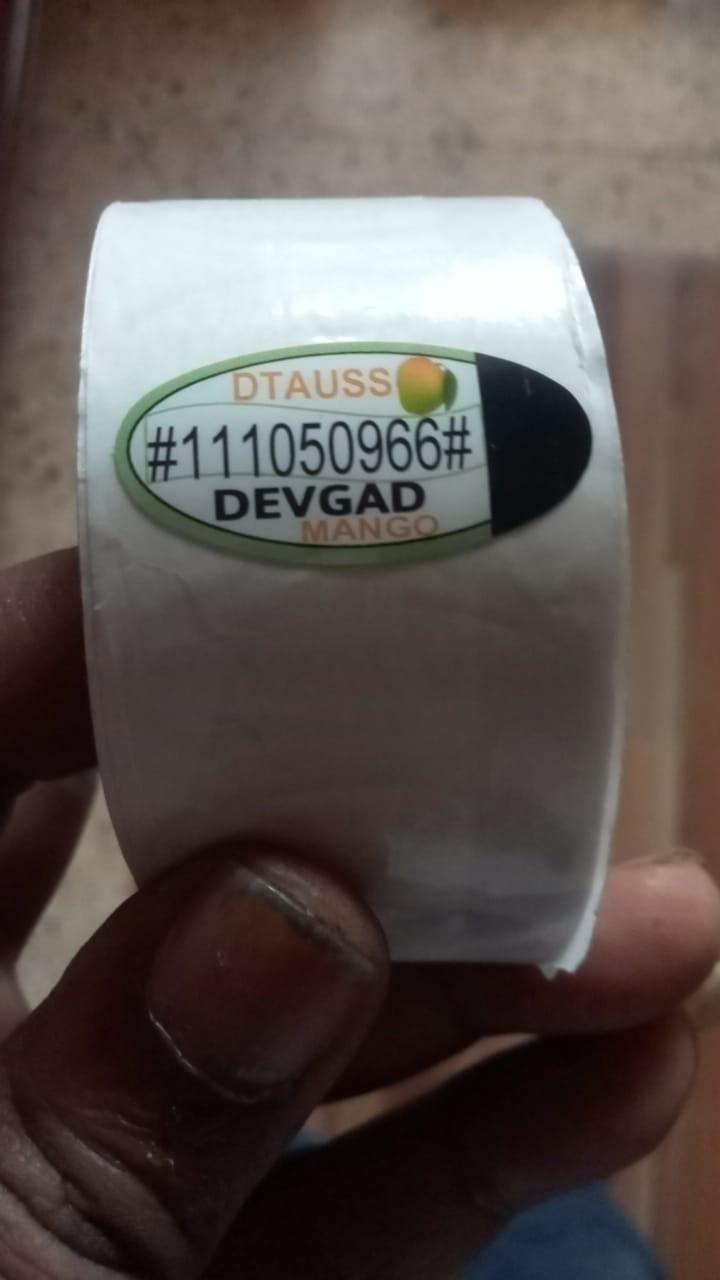 DTAUSS
#111050966#
DEVGAD
MANGO